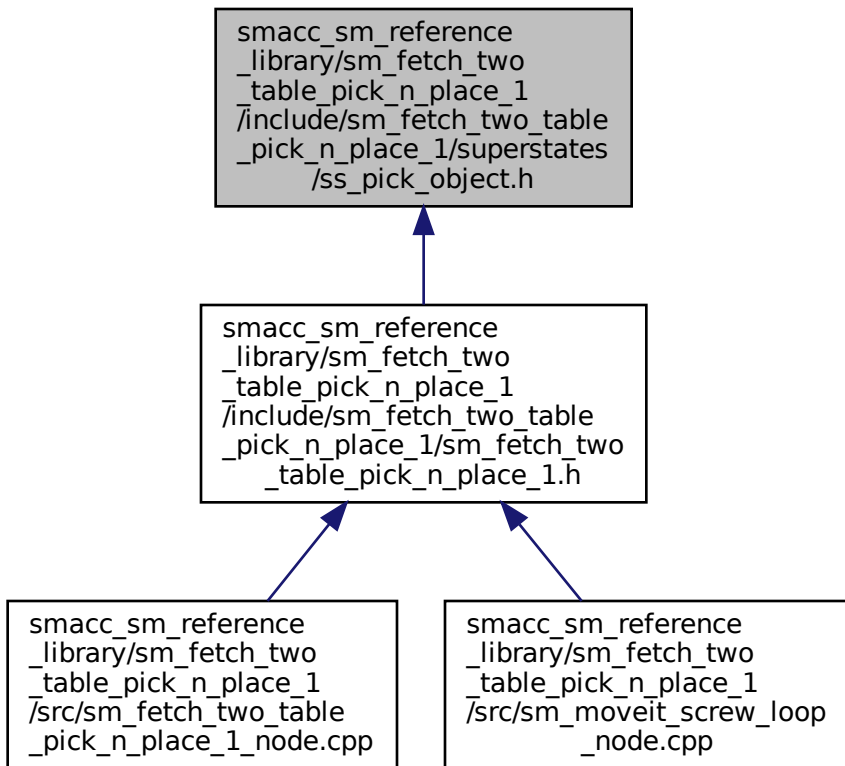 smacc_sm_reference
_library/sm_fetch_two
_table_pick_n_place_1
/include/sm_fetch_two_table
_pick_n_place_1/superstates
/ss_pick_object.h
smacc_sm_reference
_library/sm_fetch_two
_table_pick_n_place_1
/include/sm_fetch_two_table
_pick_n_place_1/sm_fetch_two
_table_pick_n_place_1.h
smacc_sm_reference
_library/sm_fetch_two
_table_pick_n_place_1
/src/sm_fetch_two_table
_pick_n_place_1_node.cpp
smacc_sm_reference
_library/sm_fetch_two
_table_pick_n_place_1
/src/sm_moveit_screw_loop
_node.cpp